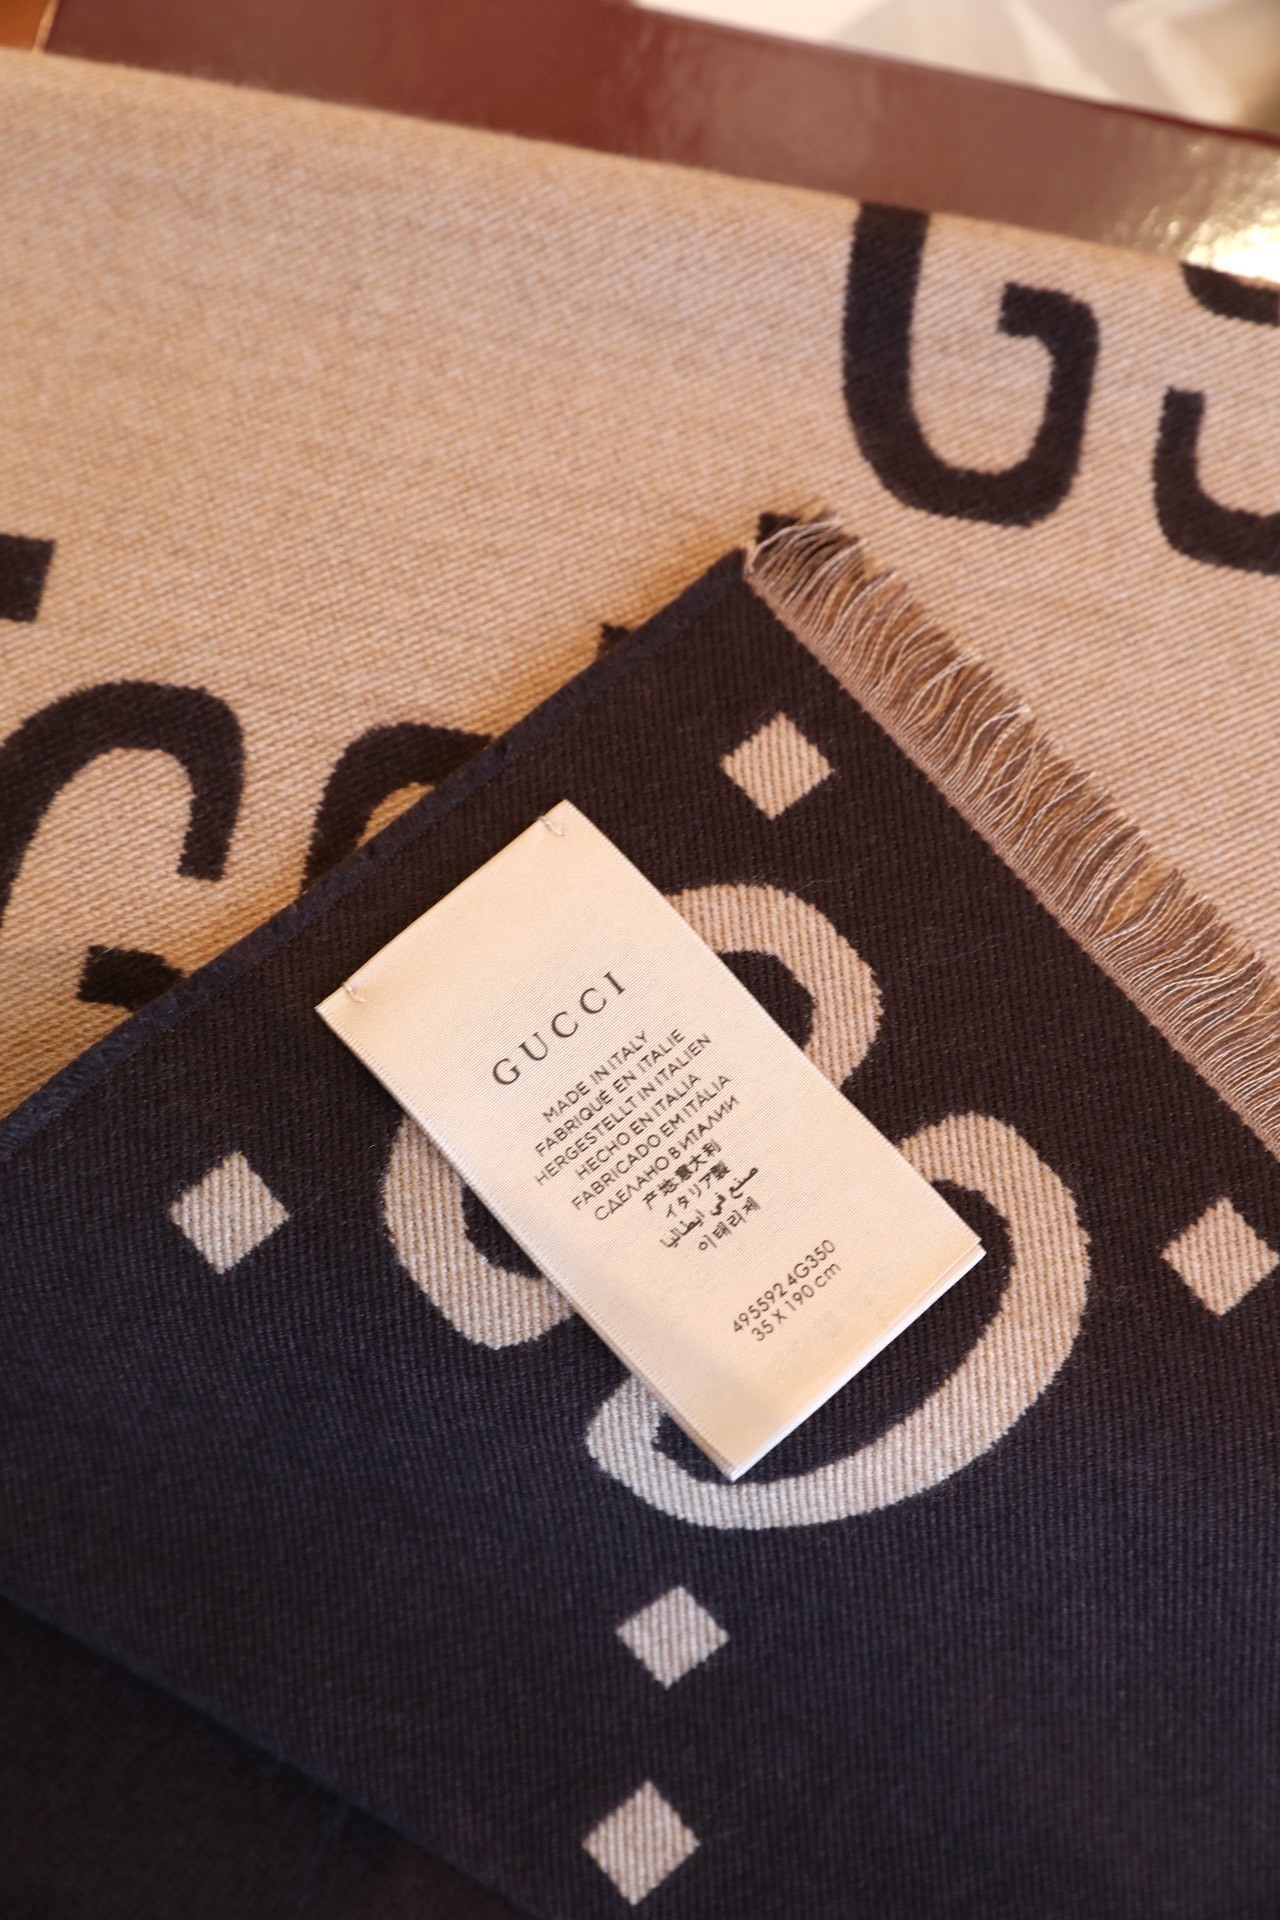 GUCCI
MADE IN ITALY
FABRIQUÉ EN ITALIE
HERGESTELLT IN ITALIEN
HECHO EN ITALIA
FABRICADO EM ITÁLIA
СДЕЛАНО В ИТАЛИИ
产地意大利
イタリア製
صنع في ايطاليا
이태리제
495592 4G350
35 X 190 cm